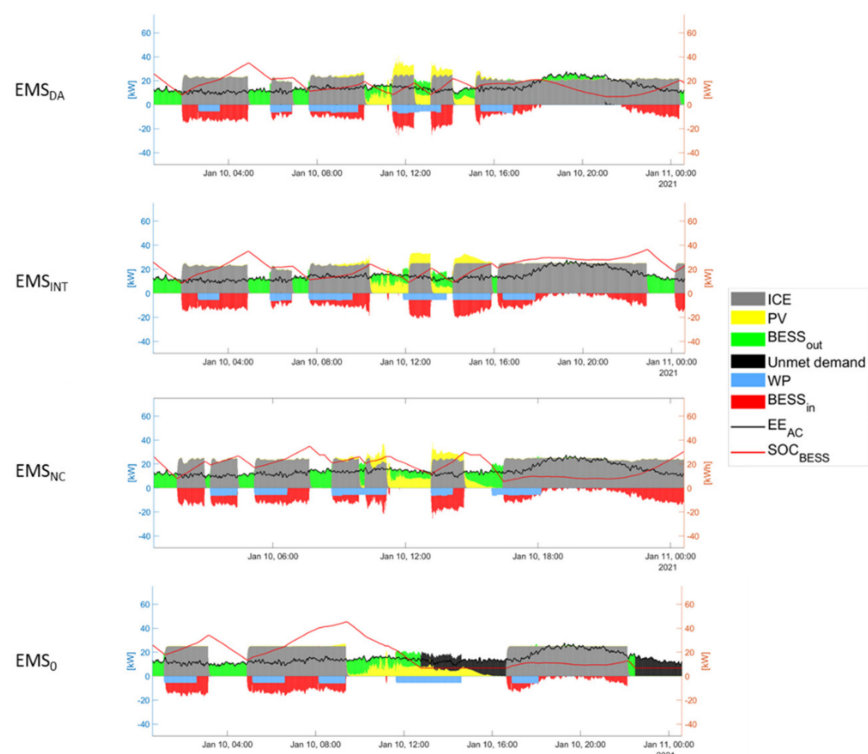 EMS_DA
[kW]
60
40
20
0
-20
-40
60
40
20
0
-20
-40
[kW]
Jan 10, 04:00
Jan 10, 08:00
Jan 10, 12:00
Jan 10, 16:00
Jan 10, 20:00
Jan 11, 00:00
2021
EMS_INT
[kW]
60
40
20
0
-20
-40
60
40
20
0
-20
-40
[kW]
Jan 10, 04:00
Jan 10, 08:00
Jan 10, 12:00
Jan 10, 16:00
Jan 10, 20:00
Jan 11, 00:00
2021
ICE
PV
BESS_out
Unmet demand
WP
BESS_in
EE_AC
SOC_BESS
EMS_NC
[kW]
60
40
20
0
-20
-40
60
40
20
0
-20
-40
[kWh]
Jan 10, 06:00
Jan 10, 12:00
Jan 10, 18:00
Jan 11, 00:00
2021
EMS_0
[kW]
60
40
20
0
-20
-40
60
40
20
0
-20
-40
[kW]
Jan 10, 04:00
Jan 10, 08:00
Jan 10, 12:00
Jan 10, 16:00
Jan 10, 20:00
Jan 11, 00:00